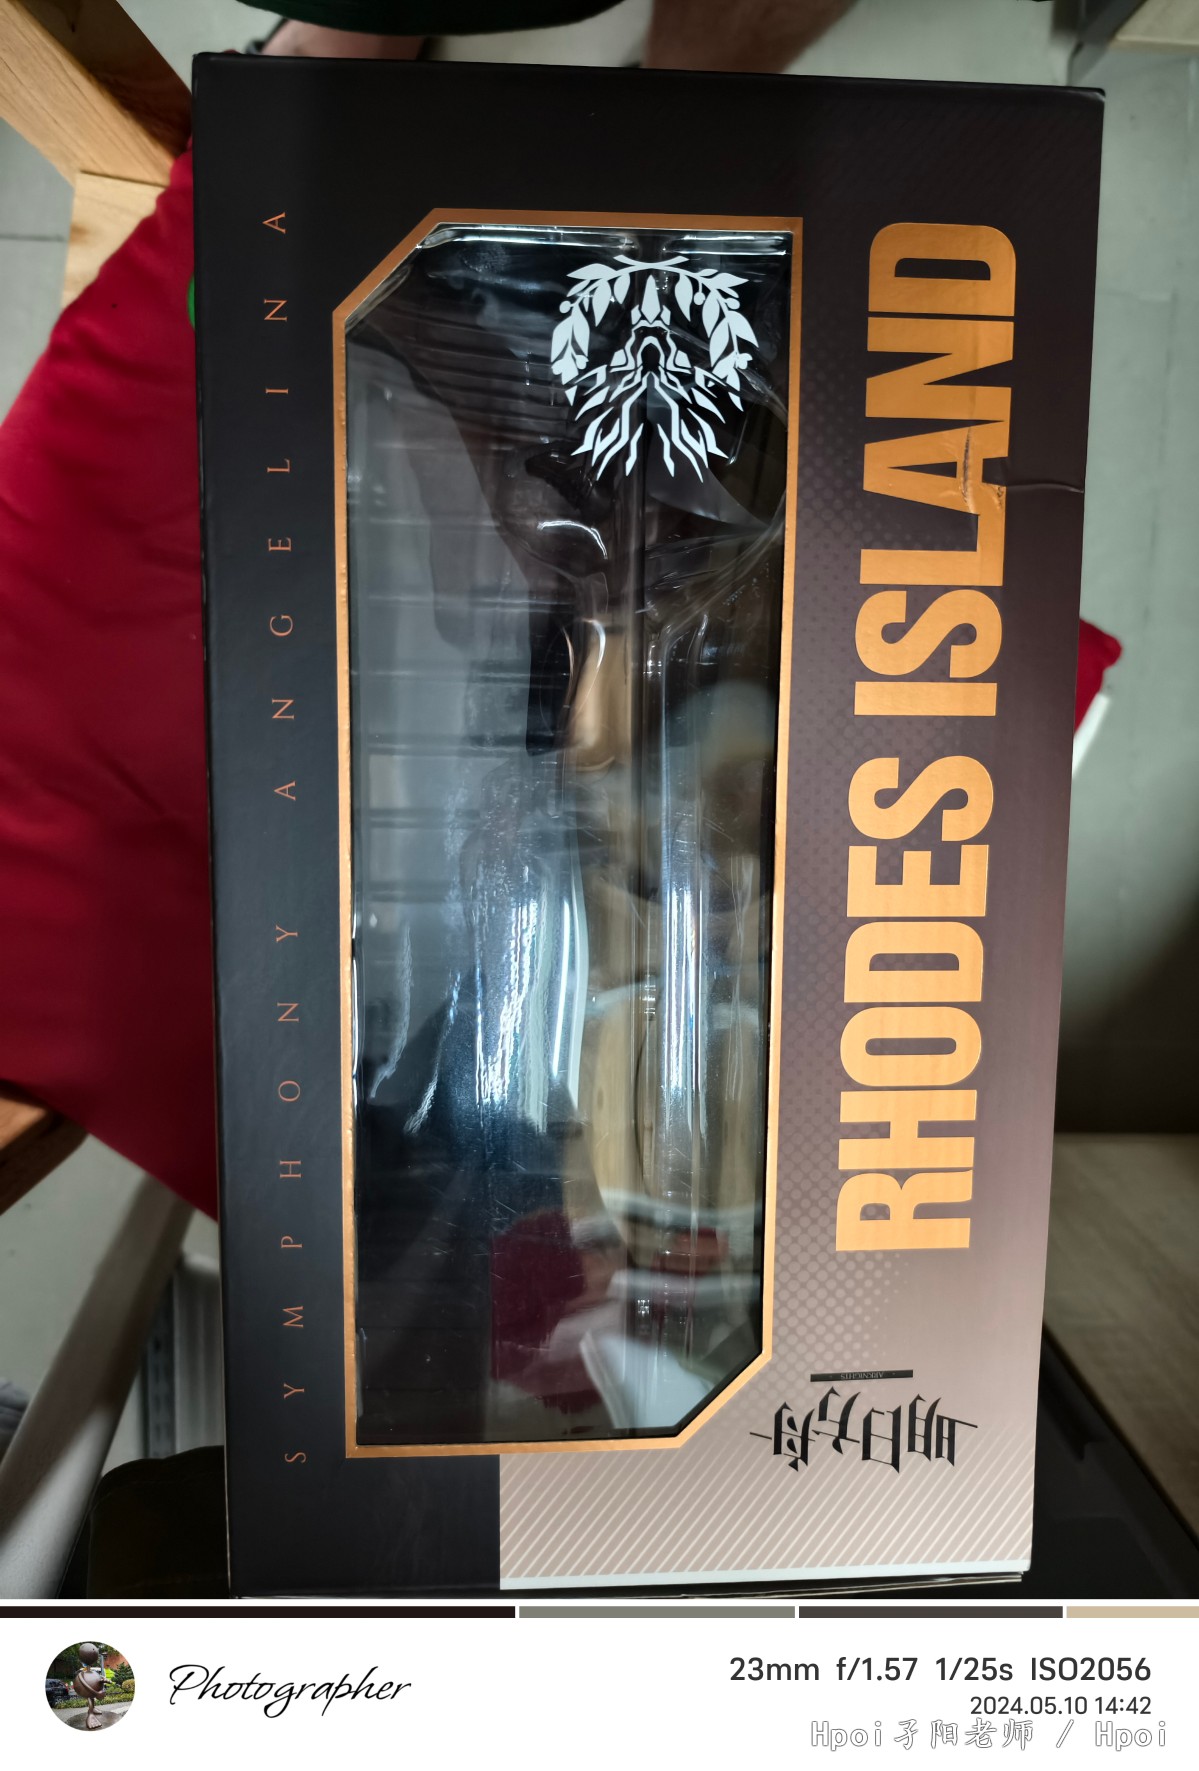 SYMPHONY ANGELINA
RHODES ISLAND
ARKNIGHTS
明日方舟
Photographer
23mm f/1.57 1/25s ISO2056
2024.05.10 14:42
Hpoi孑阳老师 / Hpoi